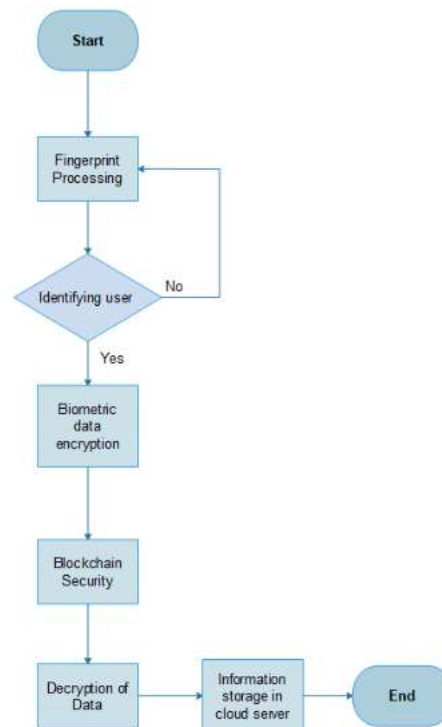 Start
Fingerprint
Processing
Identifying user
No
Yes
Biometric
data
encryption
Blockchain
Security
Decryption of
Data
Information
storage in
cloud server
End